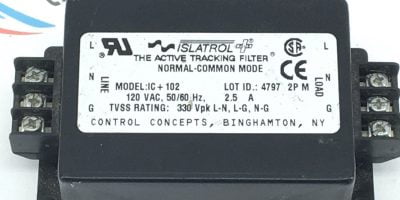 ISLATROL+
THE ACTIVE TRACKING FILTER
NORMAL-COMMON MODE
L L
N LINE LOAD N
G G
MODEL:IC+102 LOT ID.: 4797 2P M
120 VAC, 50/60 Hz, 2.5 A
TVSS RATING: 330 Vpk L-N, L-G, N-G
CONTROL CONCEPTS, BINGHAMTON, NY